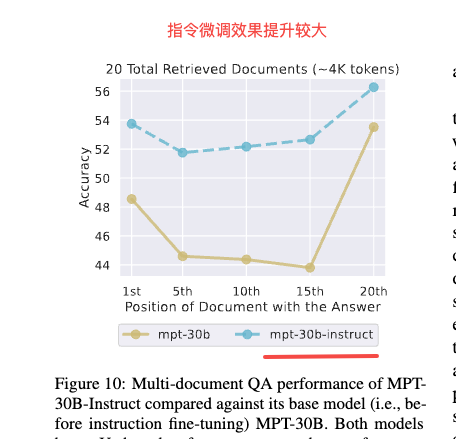 指令微调效果提升较大
20 Total Retrieved Documents (~4K tokens)
56
54
52
50
48
46
44
Accuracy
1st 5th 10th 15th 20th
Position of Document with the Answer
mpt-30b mpt-30b-instruct
Figure 10: Multi-document QA performance of MPT-
30B-Instruct compared against its base model (i.e., be-
fore instruction fine-tuning) MPT-30B. Both models